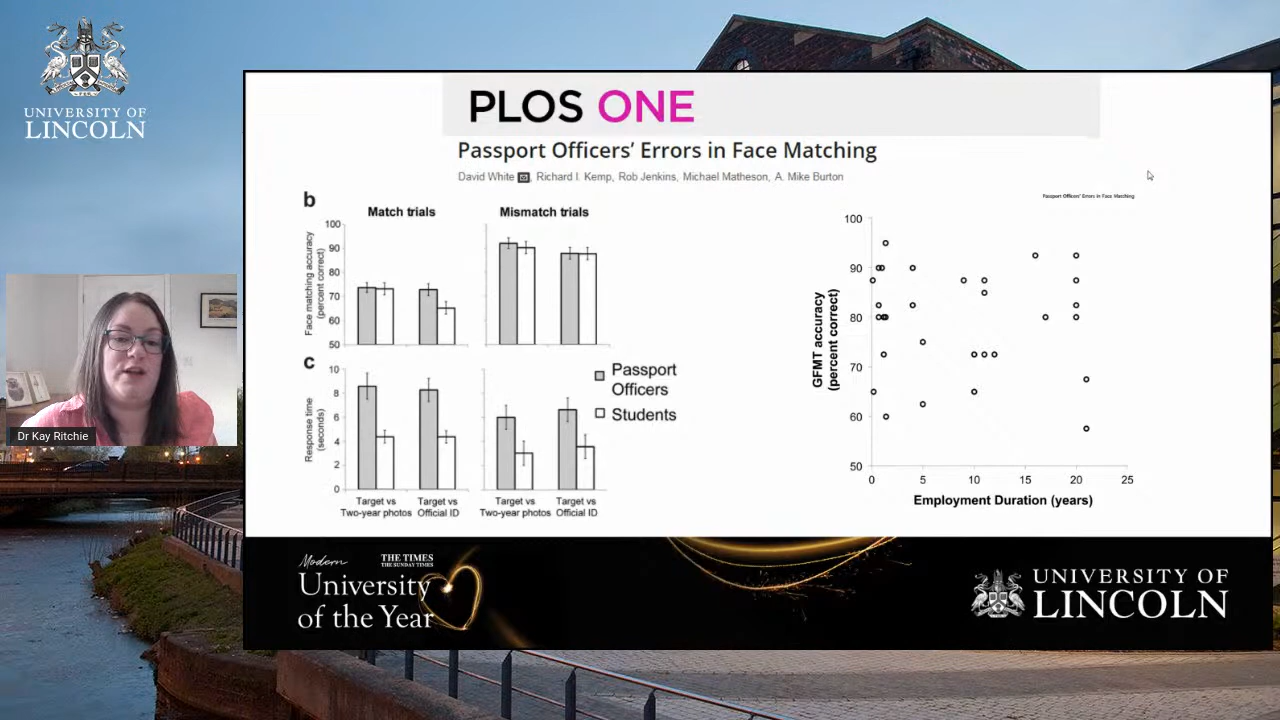 UNIVERSITY OF
LINCOLN
PLOS ONE
Passport Officers' Errors in Face Matching
David White, Richard I. Kemp, Rob Jenkins, Michael Matheson, A. Mike Burton
b
Match trials
Mismatch trials
Face matching accuracy
(percent correct)
100
90
80
70
60
50
c
Response time
(seconds)
10
8
6
4
2
0
Passport
Officers
Students
Target vs
Two-year photos
Target vs
Official ID
Target vs
Two-year photos
Target vs
Official ID
Passport Officers' Errors in Face Matching
GFMT accuracy
(percent correct)
100
90
80
70
60
50
0 5 10 15 20 25
Employment Duration (years)
Dr Kay Ritchie
Modern
THE TIMES
THE SUNDAY TIMES
University
of the Year
UNIVERSITY OF
LINCOLN